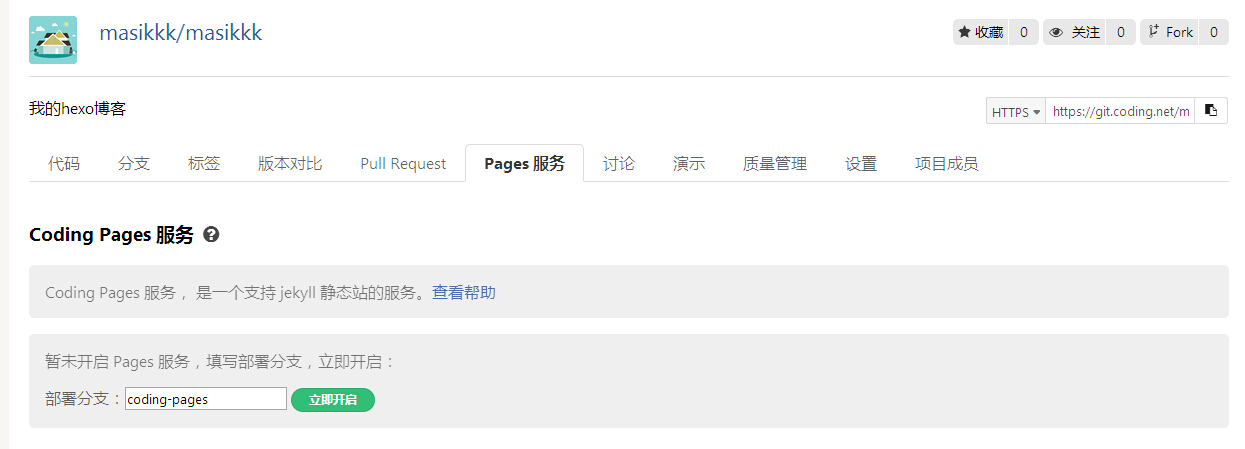 masikkk/masikkk
收藏 0 关注 0 Fork 0
我的hexo博客
HTTPS https://git.coding.net/m
代码 分支 标签 版本对比 Pull Request Pages 服务 讨论 演示 质量管理 设置 项目成员
Coding Pages 服务 ?
Coding Pages 服务， 是一个支持 jekyll 静态站的服务。查看帮助
暂未开启 Pages 服务，填写部署分支，立即开启：
部署分支：coding-pages 立即开启